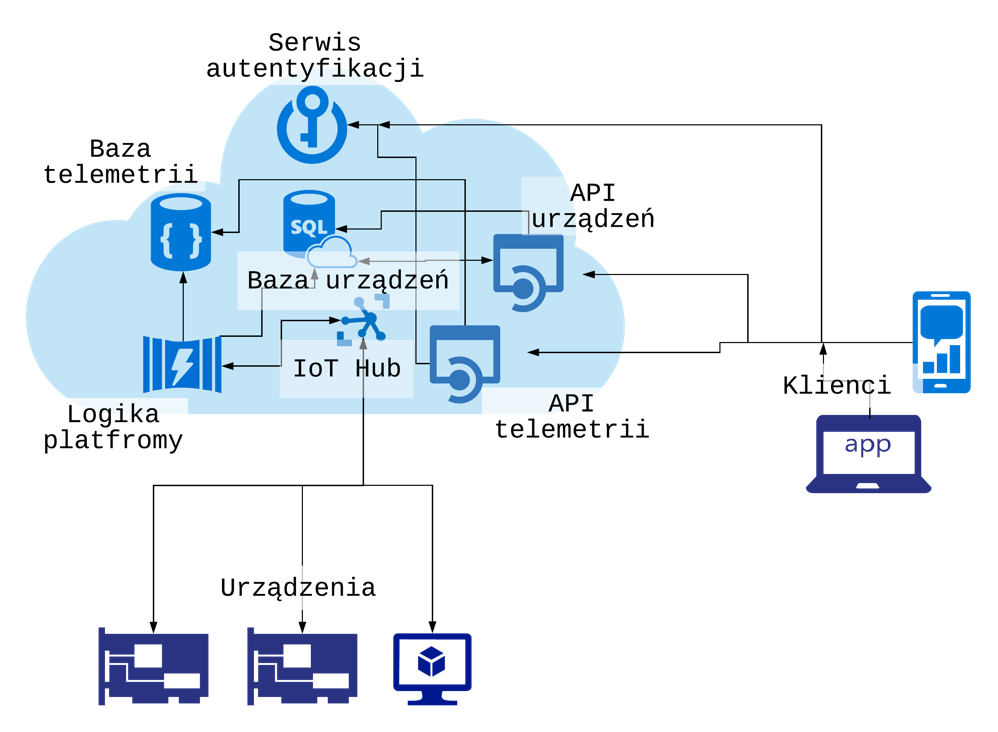 Serwis
autentyfikacji
Baza
telemetrii
{}
SQL
API
urządzeń
Baza urządzeń
IoT Hub
Klienci
Logika
platfromy
API
telemetrii
app
Urządzenia